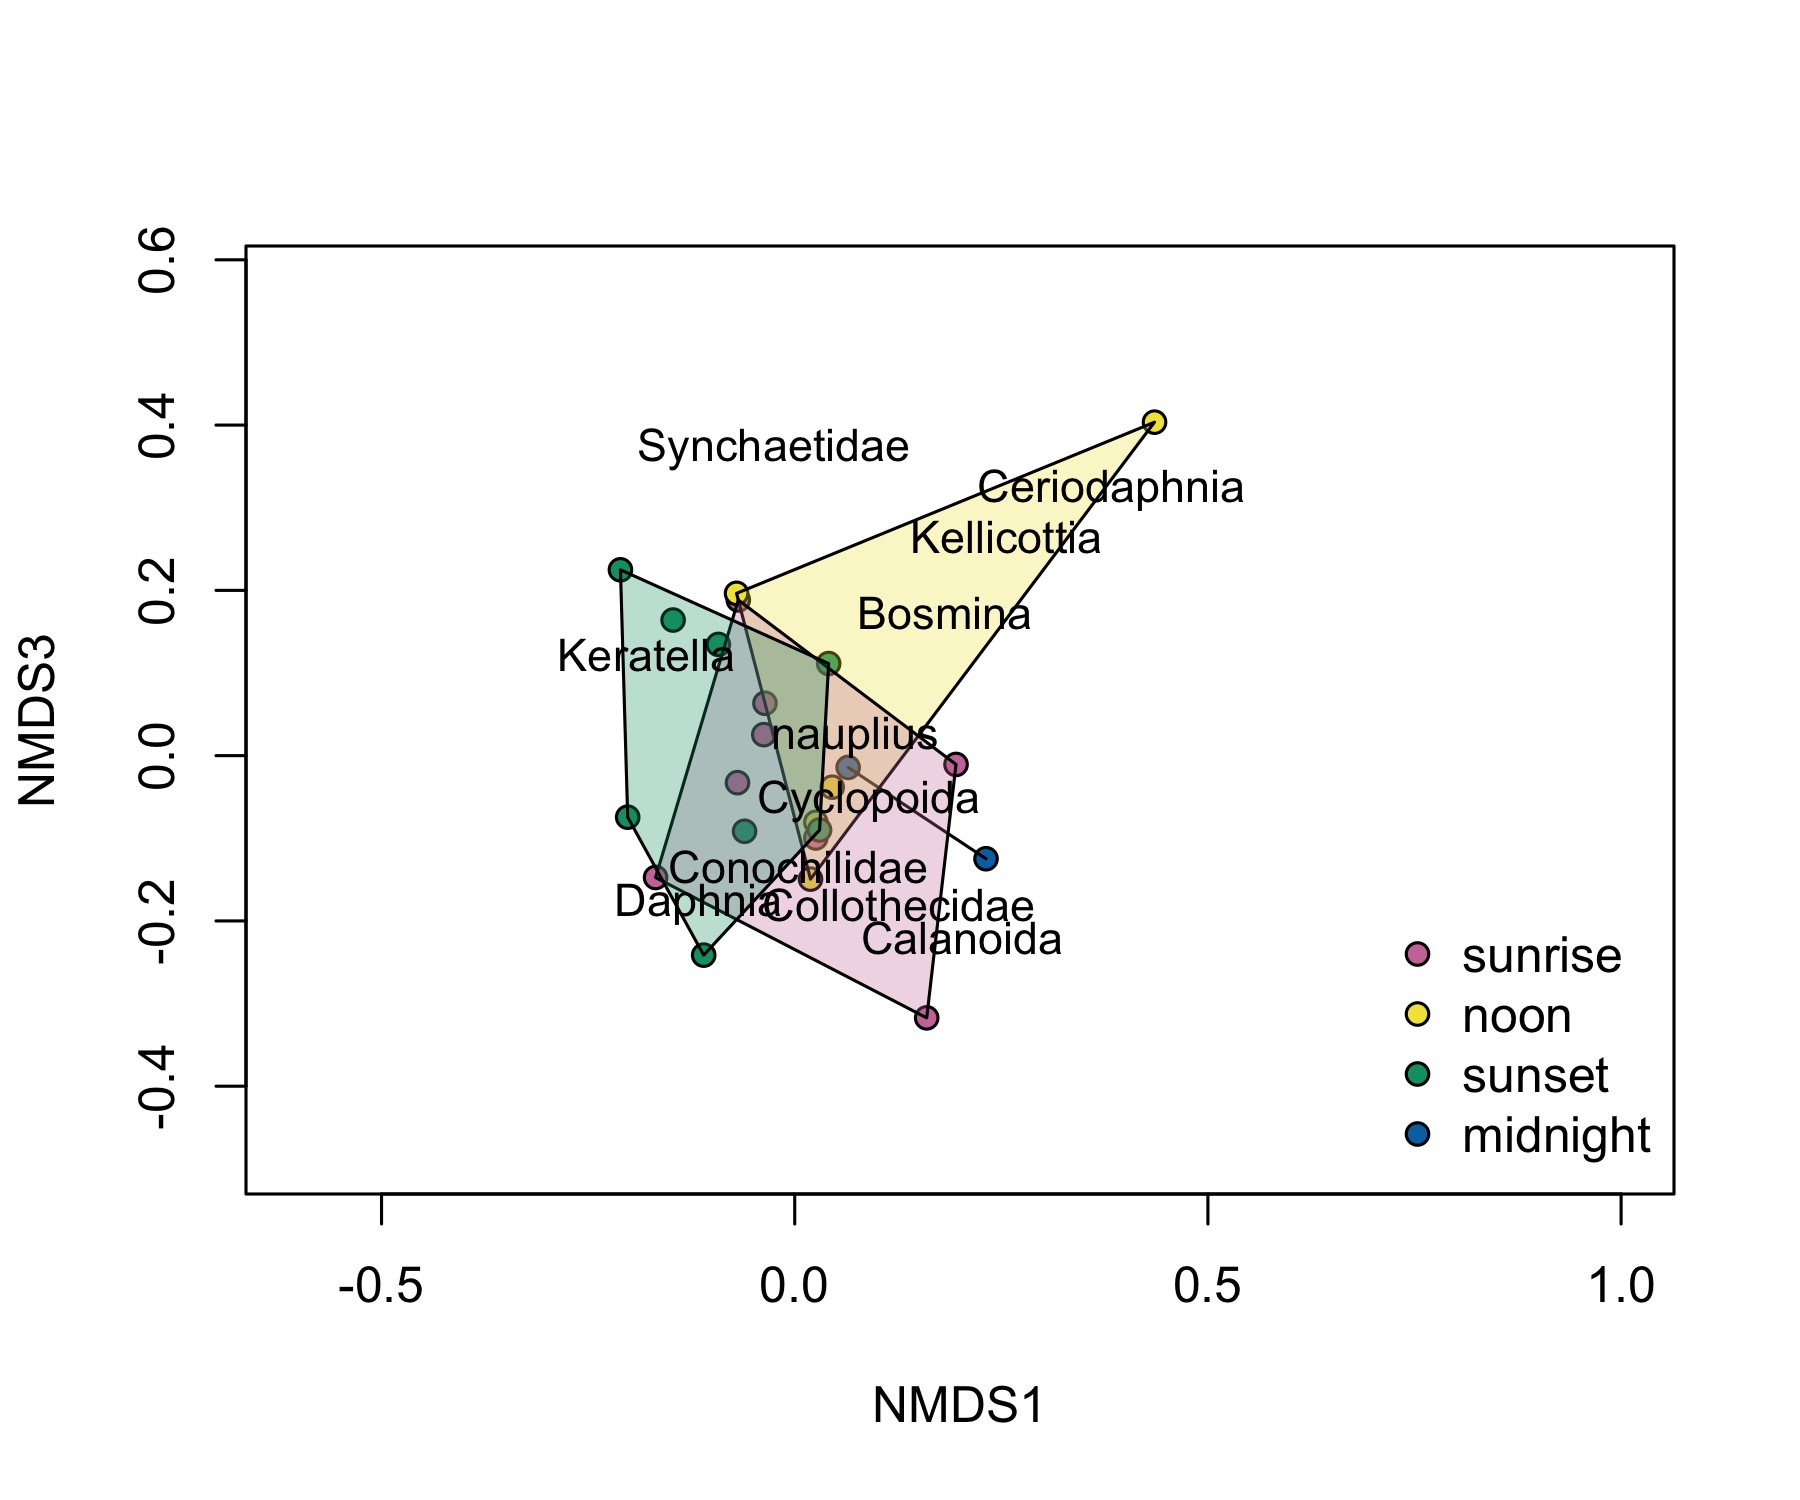 0.6
0.4
0.2
0.0
-0.2
-0.4
NMDS3
Synchaetidae
Ceriodaphnia
Kellicottia
Bosmina
Keratella
nauplius
Cyclopoida
Conochilidae
Daphnia
Collothecidae
Calanoida
sunrise
noon
sunset
midnight
-0.5
0.0
0.5
1.0
NMDS1